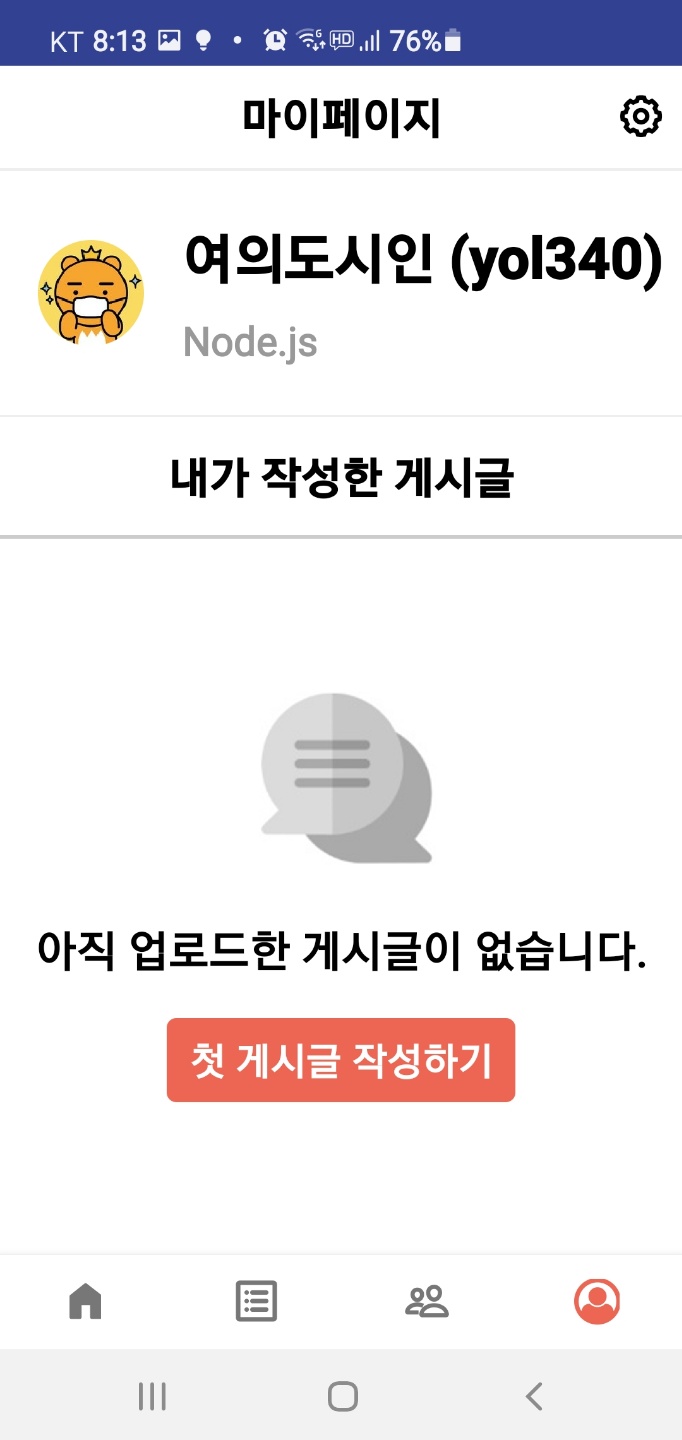 KT 8:13 HD 76%
마이페이지
여의도시인 (yol340)
Node.js
내가 작성한 게시글
아직 업로드한 게시글이 없습니다.
첫 게시글 작성하기